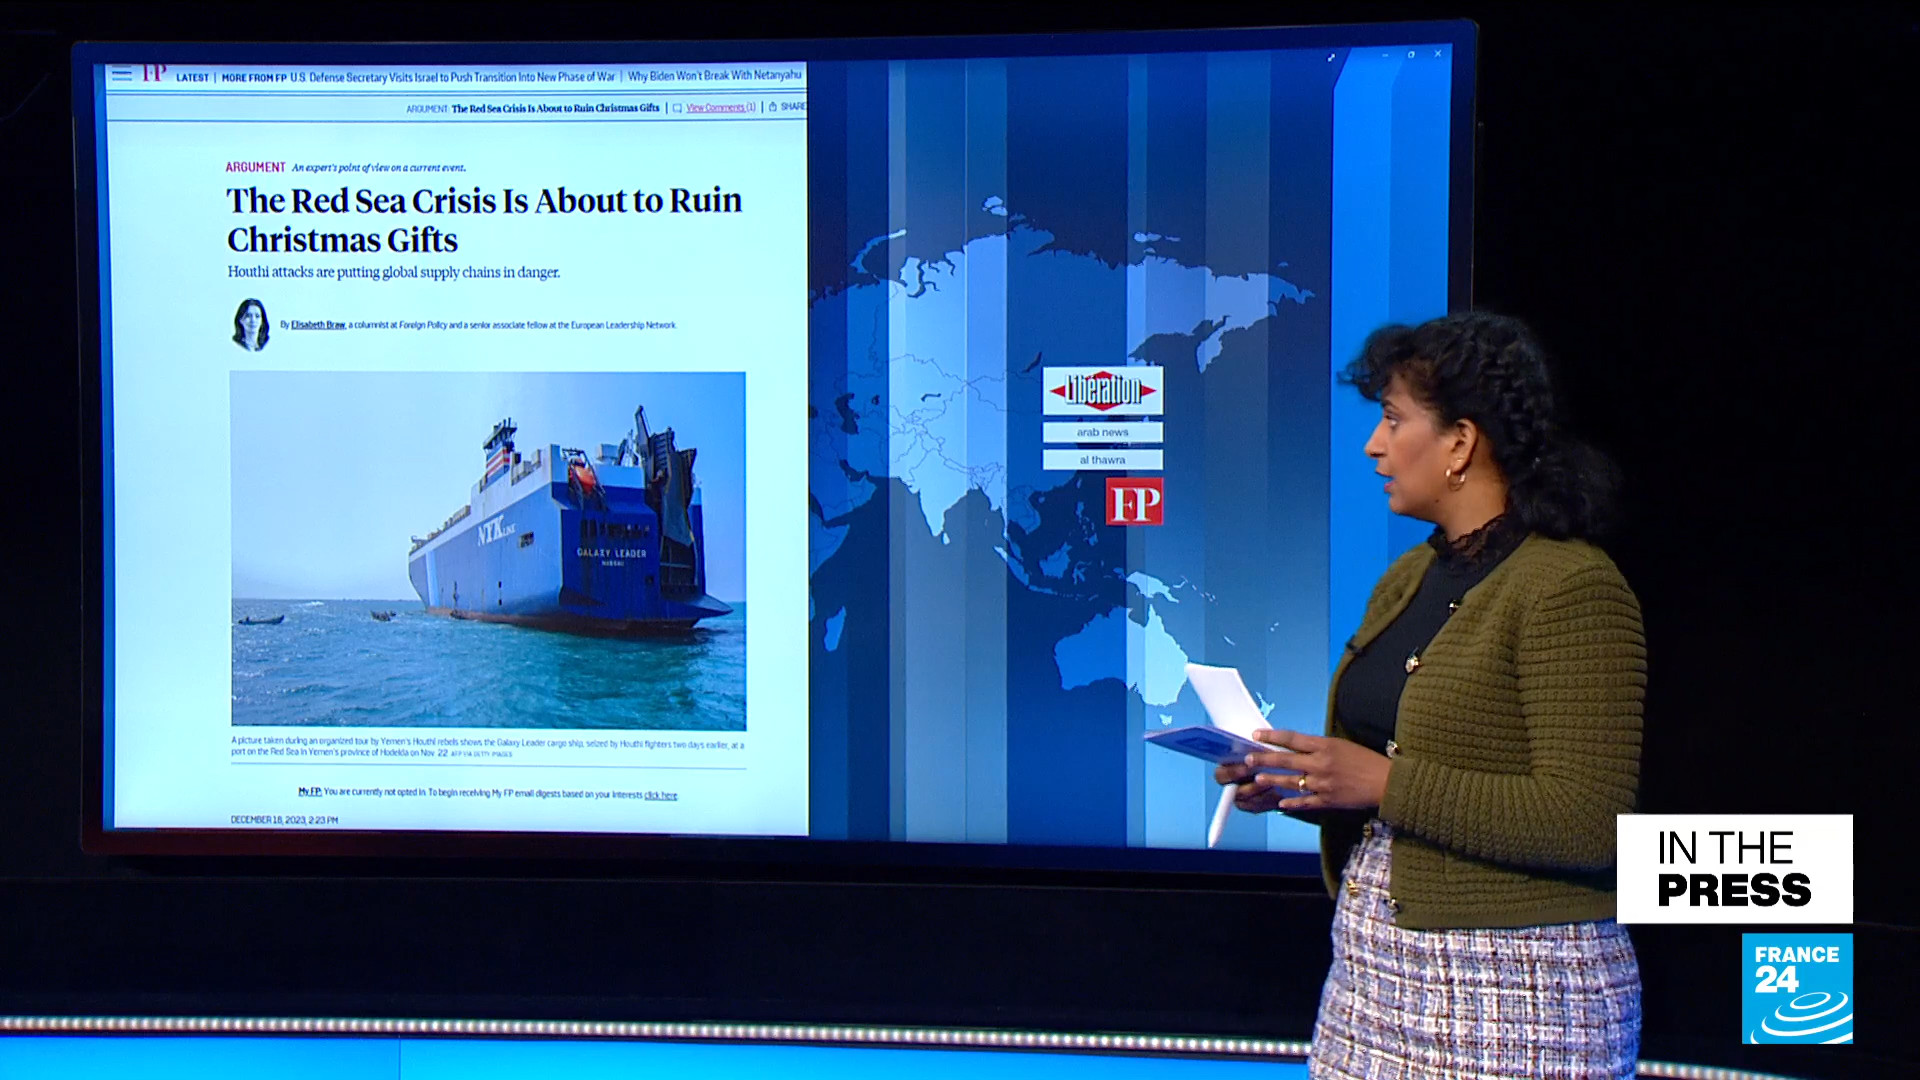 FP LATEST | MORE FROM FP U.S. Defense Secretary Visits Israel to Push Transition Into New Phase of War | Why Biden Won't Break With Netanyahu
ARGUMENT: The Red Sea Crisis Is About to Ruin Christmas Gifts | View Comments (1) | SHARE
ARGUMENT An expert's point of view on a current event.
The Red Sea Crisis Is About to Ruin
Christmas Gifts
Houthi attacks are putting global supply chains in danger.
By Elisabeth Braw, a columnist at Foreign Policy and a senior associate fellow at the European Leadership Network.
NYK LINE
GALAXY LEADER
NASSAU
A picture taken during an organized tour by Yemen's Houthi rebels shows the Galaxy Leader cargo ship, seized by Houthi fighters two days earlier, at a
port on the Red Sea in Yemen's province of Hodeida on Nov. 22 AFP VIA GETTY IMAGES
My FP: You are currently not opted in. To begin receiving My FP email digests based on your interests click here.
DECEMBER 18, 2023, 2:23 PM
Libération
arab news
al thawra
FP
IN THE
PRESS
FRANCE
24